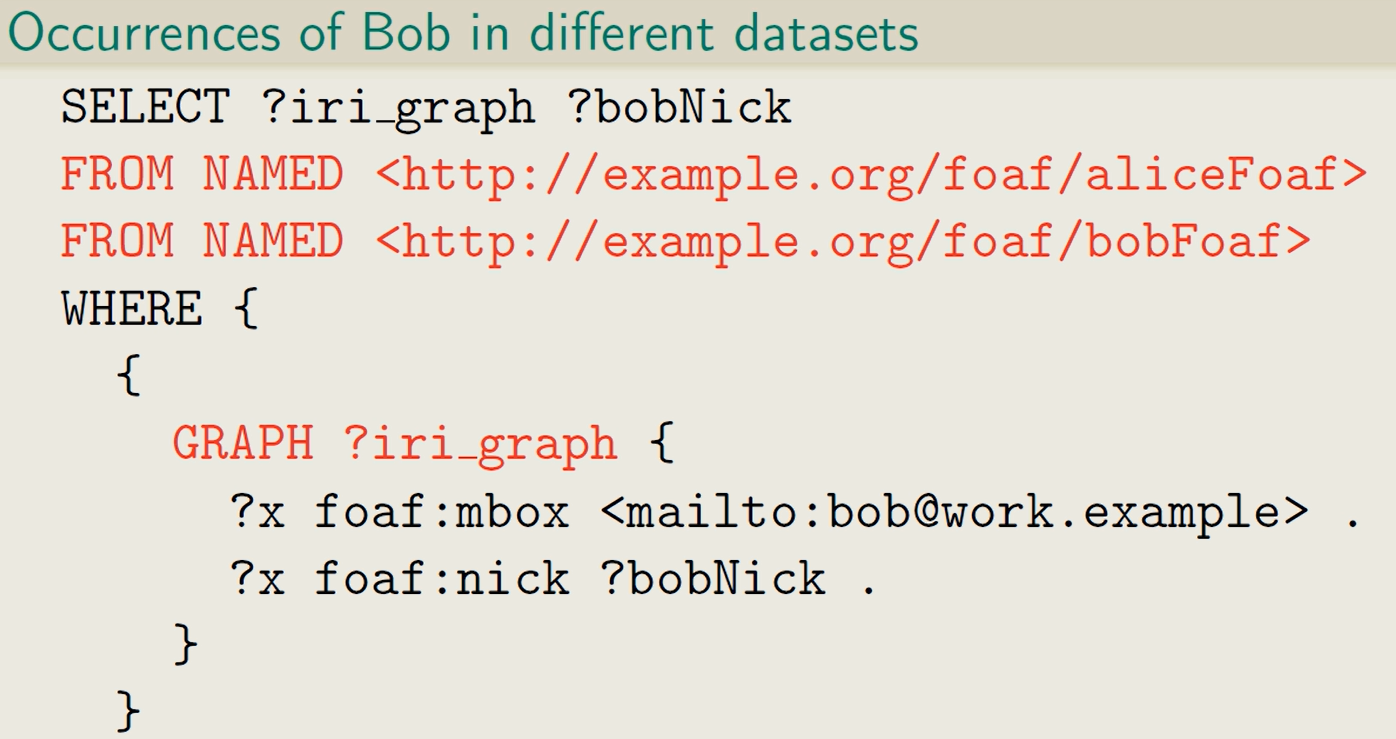 Occurrences of Bob in different datasets
SELECT ?iri_graph ?bobNick
FROM NAMED <http://example.org/foaf/aliceFoaf>
FROM NAMED <http://example.org/foaf/bobFoaf>
WHERE {
{
GRAPH ?iri_graph {
?x foaf:mbox <mailto:bob@work.example> .
?x foaf:nick ?bobNick .
}
}